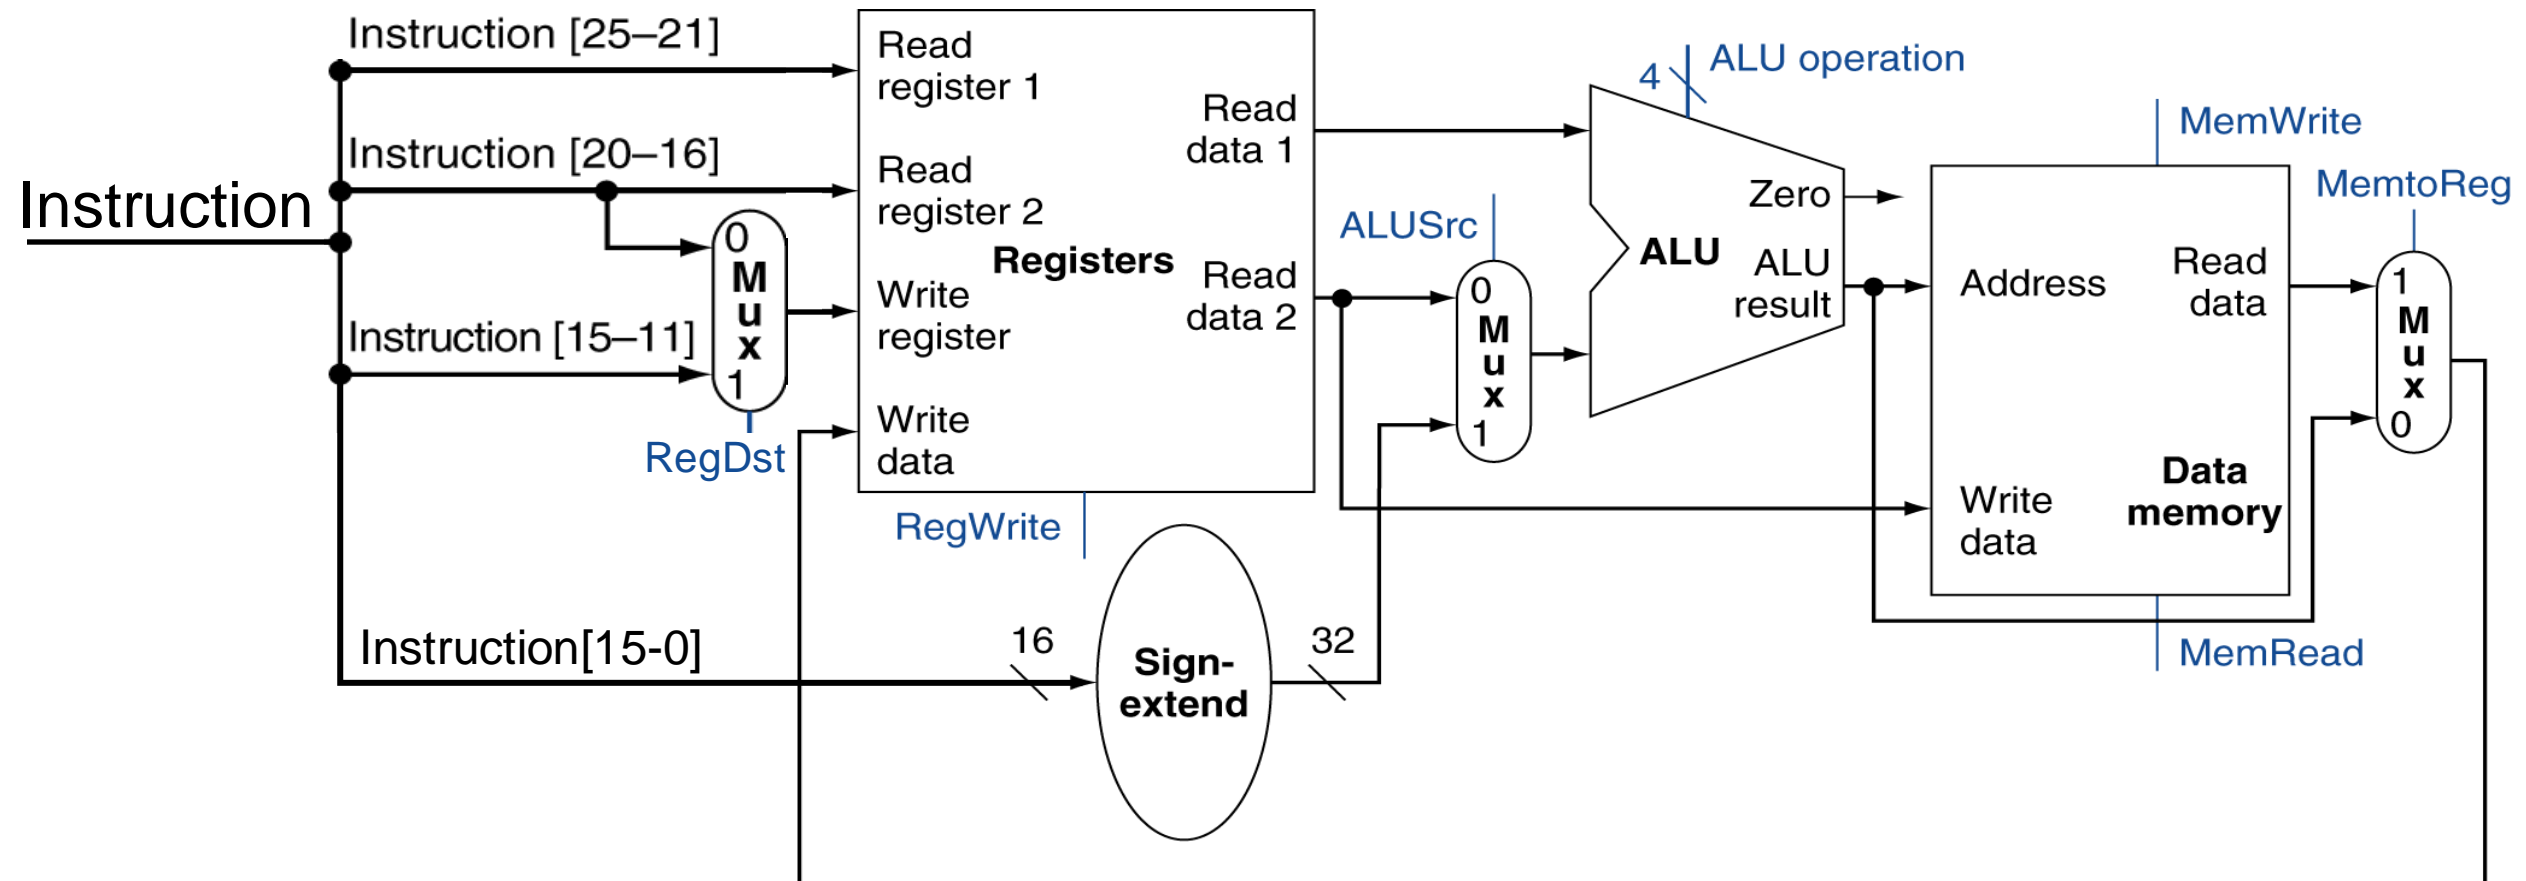 Instruction
Instruction [25–21]
Instruction [20–16]
Instruction [15–11]
Instruction[15-0]
0
M
u
x
1
RegDst
Read
register 1
Read
register 2
Write
register
Write
data
Registers
Read
data 1
Read
data 2
RegWrite
16
Sign-
extend
32
ALUSrc
0
M
u
x
1
4
ALU operation
ALU
Zero
ALU
result
MemWrite
Address
Read
data
Write
data
Data
memory
MemRead
MemtoReg
1
M
u
x
0